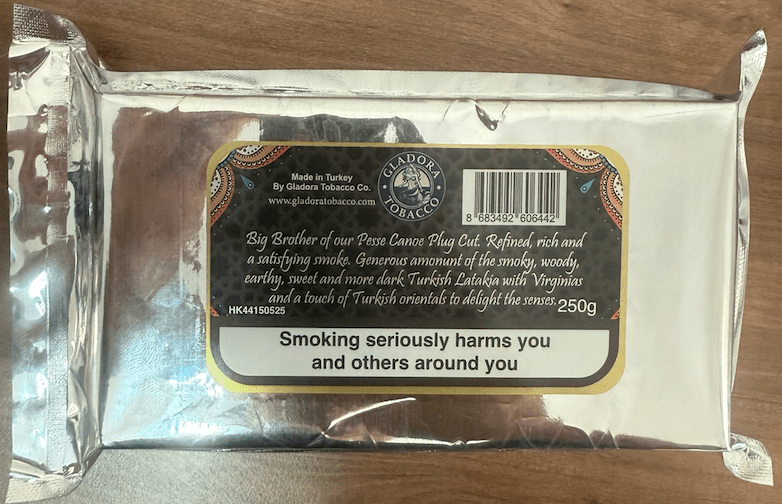 Made in Turkey
By Gladora Tobacco Co.
www.gladoratobacco.com
GLADORA
TOBACCO
8 683492 606442
Big Brother of our Pesse Canoe Plug Cut. Refined, rich and
a satisfying smoke. Generous amonunt of the smoky, woody,
earthy, sweet and more dark Turkish Latakia with Virginias
and a touch of Turkish orientals to delight the senses.
250g
HK44150525
Smoking seriously harms you
and others around you